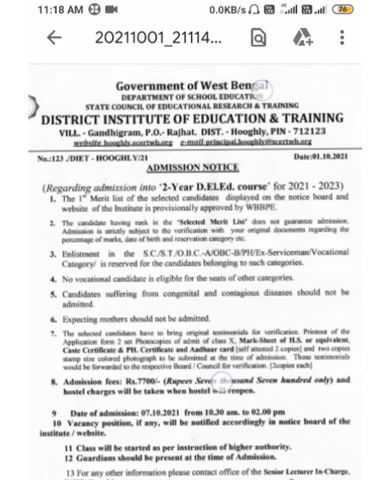 11:18 AM 0.0KB/s 76
20211001_21114...
Government of West Bengal
DEPARTMENT OF SCHOOL EDUCATION
STATE COUNCIL OF EDUCATIONAL RESEARCH & TRAINING
DISTRICT INSTITUTE OF EDUCATION & TRAINING
VILL. - Gandhigram, P.O.- Rajhat. DIST. - Hooghly, PIN - 712123
website.hooghly.scertwb.org e-mail.principal.hooghly@scertwb.org
No.:123 ./DIET - HOOGHLY/21 Date:01.10.2021
ADMISSION NOTICE
(Regarding admission into '2-Year D.El.Ed. course' for 2021 - 2023)
1. The 1st Merit list of the selected candidates displayed on the notice board and
website of the Institute is provisionally approved by WBBPE.
2. The candidate having rank in the 'Selected Merit List' does not guarantee admission.
Admission is strictly subject to the verification with your original documents regarding the
percentage of marks, date of birth and reservation category etc.
3. Enlistment in the S.C/S.T/O.B.C.-A/OBC-B/PH/Ex-Serviceman/Vocational
Category/ is reserved for the candidates belonging to such categories.
4. No vocational candidate is eligible for the seats of other categories.
5. Candidates suffering from congenital and contagious diseases should not be
admitted.
6. Expecting mothers should not be admitted.
7. The selected candidates have to bring original testimonials for verification. Printout of the
Application form 2 set Photocopies of admit of class X, Mark-Sheet of H.S. or equivalent,
Caste Certificate & PH. Certificate and Aadhaar card [self attested 2 copies] and two copies
stamp size colored photograph to be submitted at the time of admission. Those testimonials
would be forwarded to the respective Board / Council for verification. [2copies each]
8. Admission fees: Rs.7700/- (Rupees Seven thousand Seven hundred only) and
hostel charges will be taken when hostel will reopen.
9 Date of admission: 07.10.2021 from 10.30 am. to 02.00 pm
10 Vacancy position, if any, will be notified accordingly in notice board of the
institute / website.
11 Class will be started as per instruction of higher authority.
12 Guardians should be present at the time of Admission.
13 For any other information please contact office of the Senior Lecturer In-Charge,